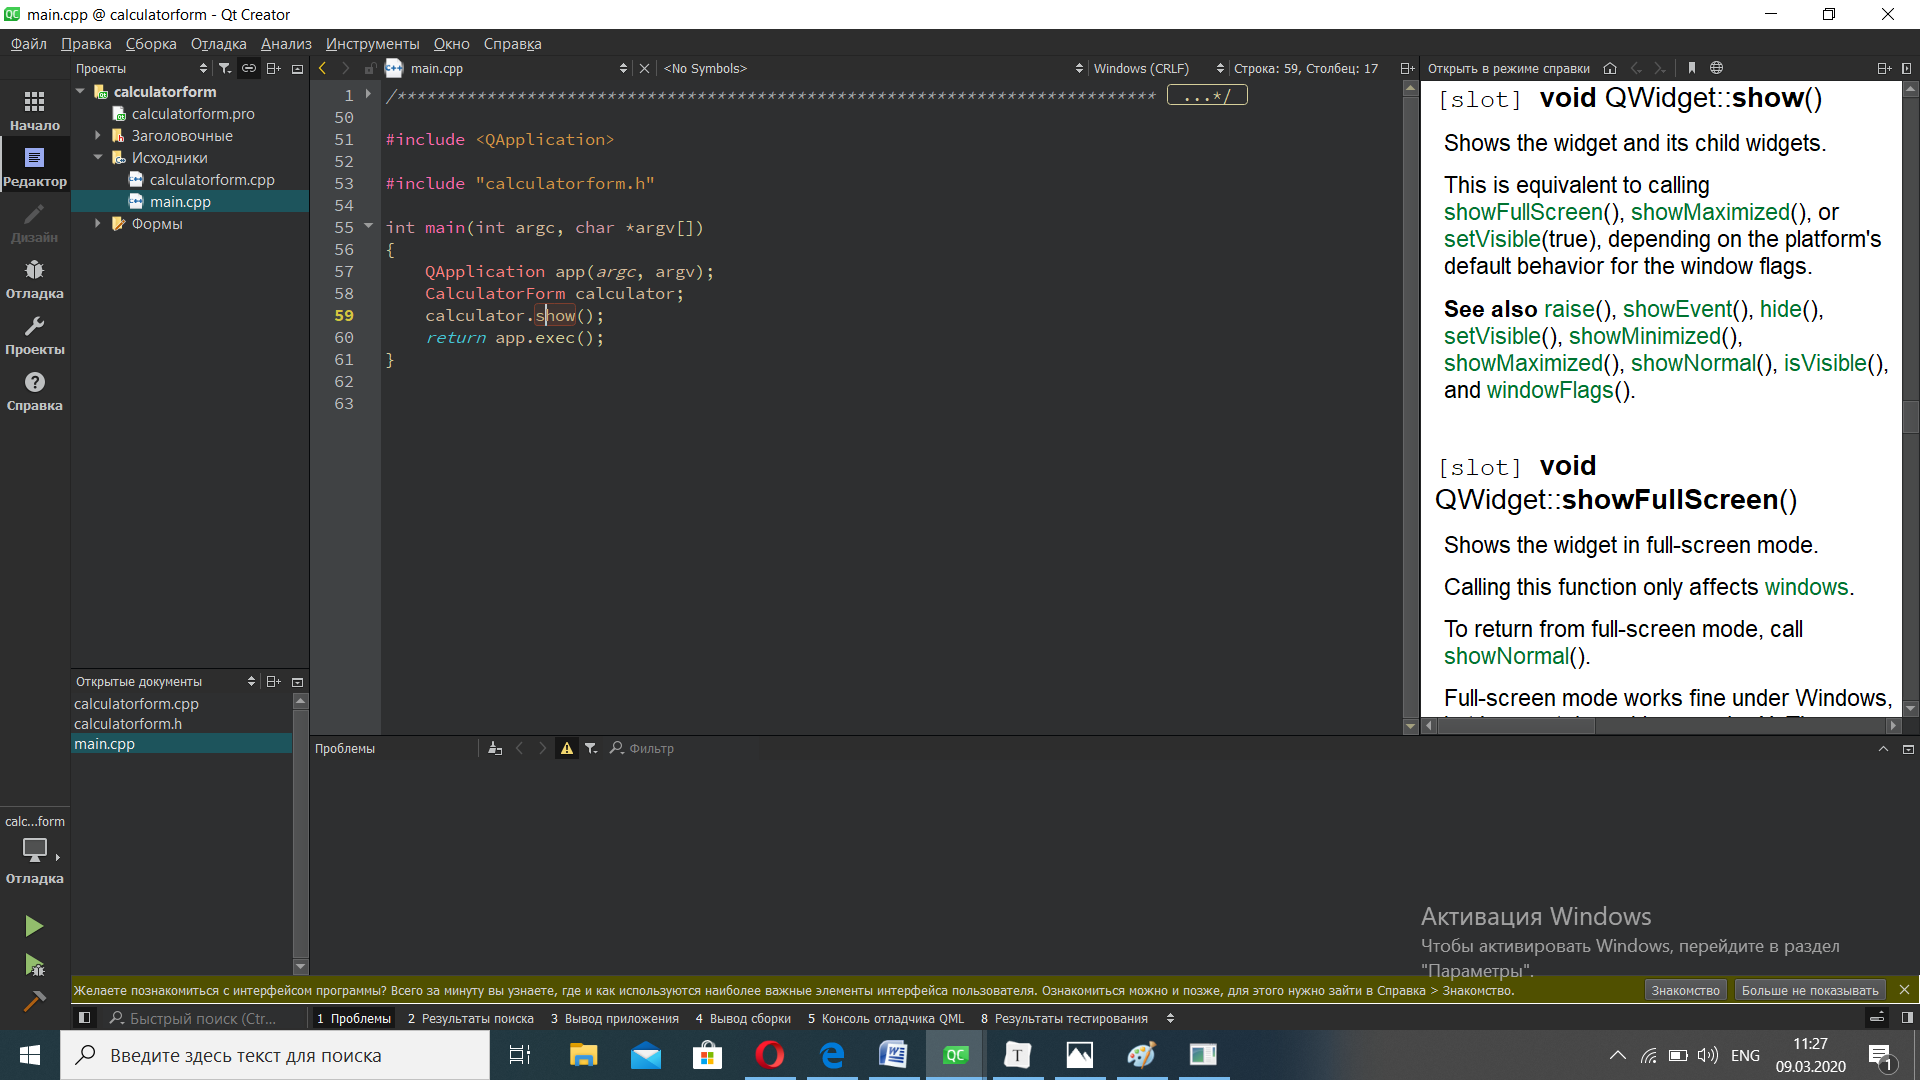 main.cpp @ calculatorform - Qt Creator
Файл Правка Сборка Отладка Анализ Инструменты Окно Справка
Проекты
main.cpp
<No Symbols>
Windows (CRLF)
Строка: 59, Столбец: 17
Открыть в режиме справки
Начало
Редактор
Дизайн
Отладка
Проекты
Справка
calculatorform
calculatorform.pro
Заголовочные
Исходники
calculatorform.cpp
main.cpp
Формы
1 /**************************************************************************** ...*/
50
51 #include <QApplication>
52
53 #include "calculatorform.h"
54
55 int main(int argc, char *argv[])
56 {
57 QApplication app(argc, argv);
58 CalculatorForm calculator;
59 calculator.show();
60 return app.exec();
61 }
62
63
[slot] void QWidget::show()
Shows the widget and its child widgets.
This is equivalent to calling
showFullScreen(), showMaximized(), or
setVisible(true), depending on the platform's
default behavior for the window flags.
See also raise(), showEvent(), hide(),
setVisible(), showMinimized(),
showMaximized(), showNormal(), isVisible(),
and windowFlags().
[slot] void
QWidget::showFullScreen()
Shows the widget in full-screen mode.
Calling this function only affects windows.
To return from full-screen mode, call
showNormal().
Full-screen mode works fine under Windows,
Открытые документы
calculatorform.cpp
calculatorform.h
main.cpp
Проблемы
Фильтр
calc...form
Отладка
Активация Windows
Чтобы активировать Windows, перейдите в раздел
"Параметры".
Желаете познакомиться с интерфейсом программы? Всего за минуту вы узнаете, где и как используются наиболее важные элементы интерфейса пользователя. Ознакомиться можно и позже, для этого нужно зайти в Справка > Знакомство.
Знакомство
Больше не показывать
Быстрый поиск (Ctr...
1 Проблемы
2 Результаты поиска
3 Вывод приложения
4 Вывод сборки
5 Консоль отладчика QML
8 Результаты тестирования
Введите здесь текст для поиска
ENG
11:27
09.03.2020
1